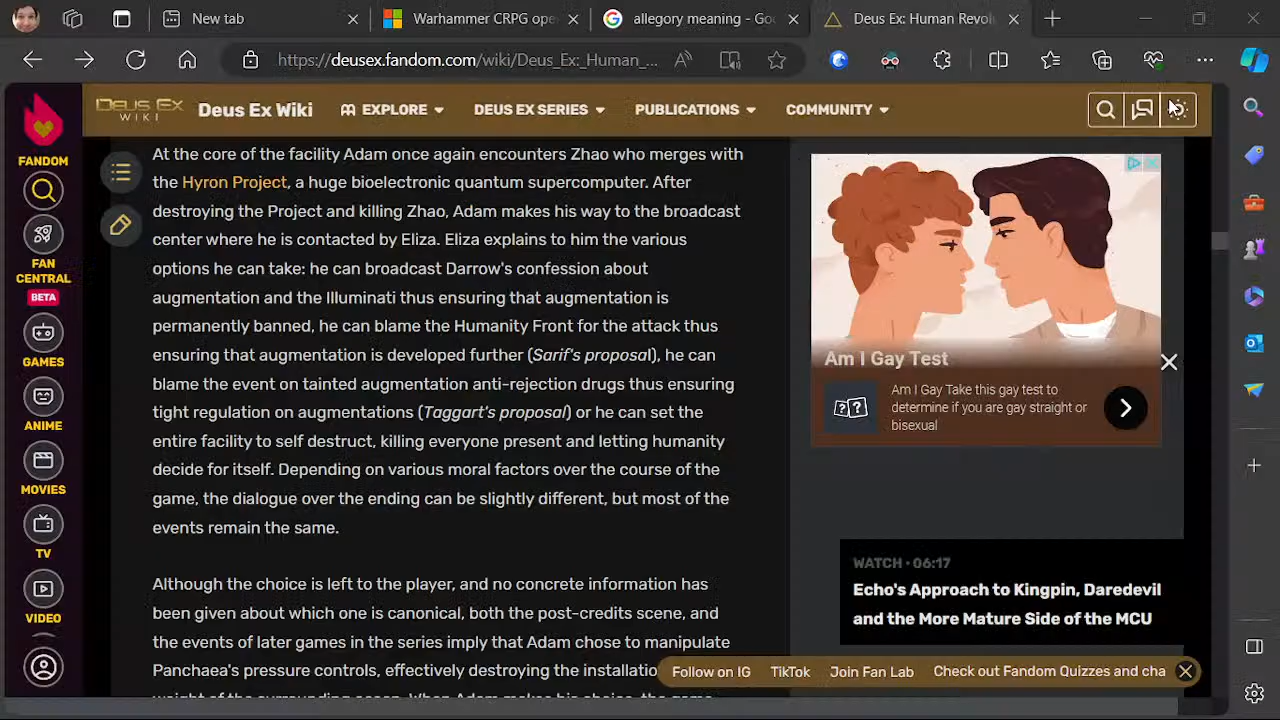 New tab
Warhammer CRPG ope
allegory meaning - Goo
Deus Ex: Human Revol
https://deusex.fandom.com/wiki/Deus_Ex:_Human_...
DEUS EX
WIKI
Deus Ex Wiki
EXPLORE
DEUS EX SERIES
PUBLICATIONS
COMMUNITY
FANDOM
FAN
CENTRAL
BETA
GAMES
ANIME
MOVIES
TV
VIDEO
At the core of the facility Adam once again encounters Zhao who merges with
the Hyron Project, a huge bioelectronic quantum supercomputer. After
destroying the Project and killing Zhao, Adam makes his way to the broadcast
center where he is contacted by Eliza. Eliza explains to him the various
options he can take: he can broadcast Darrow's confession about
augmentation and the Illuminati thus ensuring that augmentation is
permanently banned, he can blame the Humanity Front for the attack thus
ensuring that augmentation is developed further (Sarif's proposal), he can
blame the event on tainted augmentation anti-rejection drugs thus ensuring
tight regulation on augmentations (Taggart's proposal) or he can set the
entire facility to self destruct, killing everyone present and letting humanity
decide for itself. Depending on various moral factors over the course of the
game, the dialogue over the ending can be slightly different, but most of the
events remain the same.
Although the choice is left to the player, and no concrete information has
been given about which one is canonical, both the post-credits scene, and
the events of later games in the series imply that Adam chose to manipulate
Panchaea's pressure controls, effectively destroying the installatio
Am I Gay Test
Am I Gay Take this gay test to
determine if you are gay straight or
bisexual
WATCH • 06:17
Echo's Approach to Kingpin, Daredevil
and the More Mature Side of the MCU
Follow on IG
TikTok
Join Fan Lab
Check out Fandom Quizzes and cha